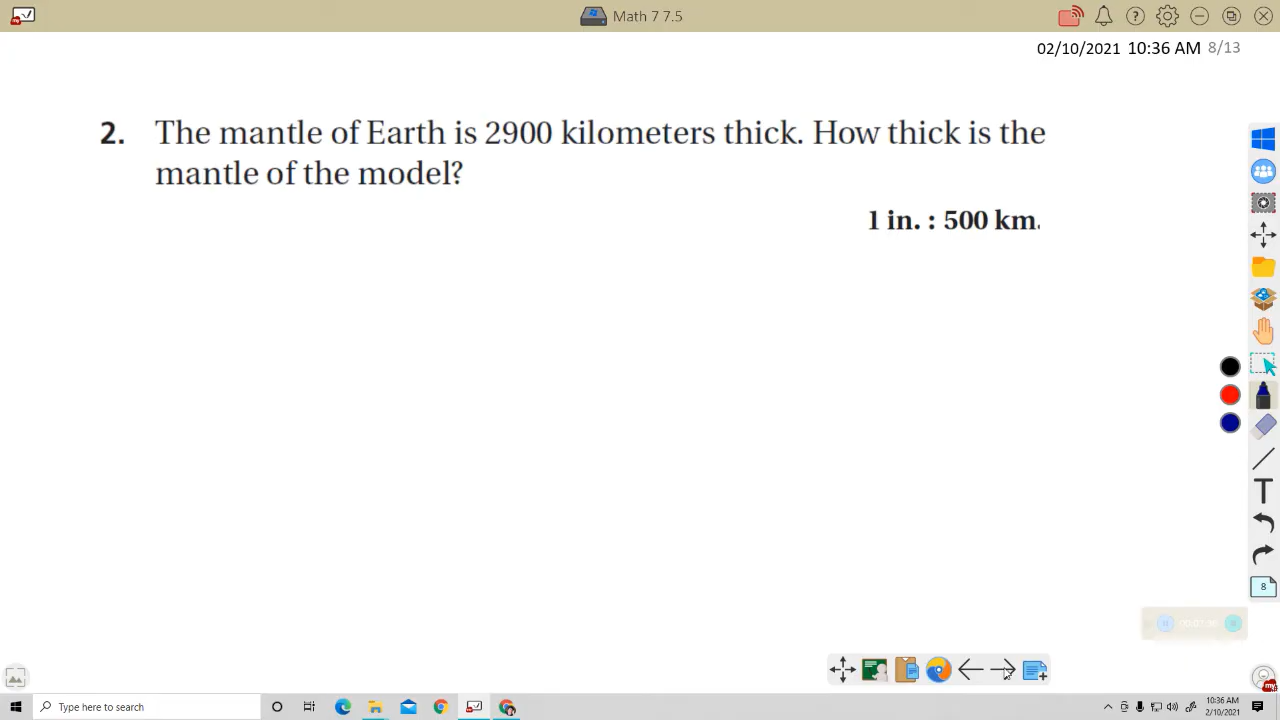 Math 7 7.5
02/10/2021 10:36 AM 8/13
2. The mantle of Earth is 2900 kilometers thick. How thick is the
mantle of the model?
1 in. : 500 km.
T
8
Type here to search
10:36 AM
2/10/2021